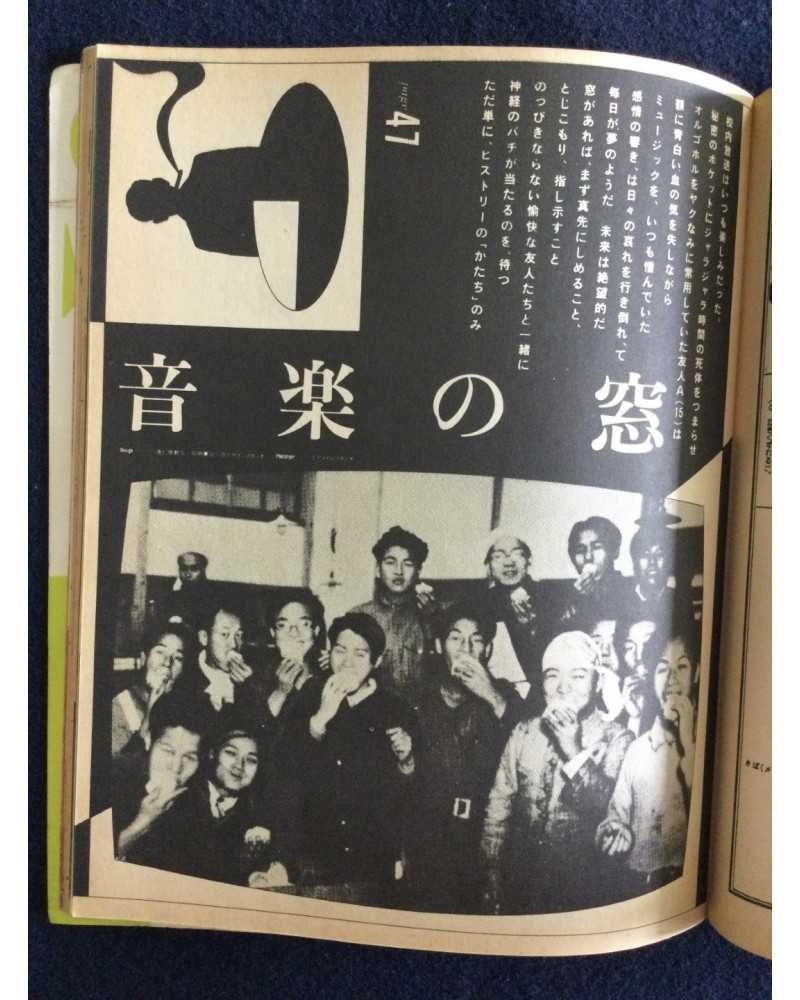 校内放送はいつも楽しみだった。
秘密のポケットにジャラジャラ時間の死体をつまらせ
オルゴホルをヤクなみに常用していた友人A(15)は
額に青白い血の気を失しながら
ミュージックを、いつも憎んでいた
感情の響き、は日々の哀れを行き倒れ、て
毎日が夢のようだ 未来は絶望的だ
窓があれば、まず真先にしめること、
とじこもり、指し示すこと
のっぴきならない愉快な友人たちと一緒に
神経のバチが当たるのを、待つ
ただ単に、ヒストリーの「かたち」のみ
47
音楽の窓